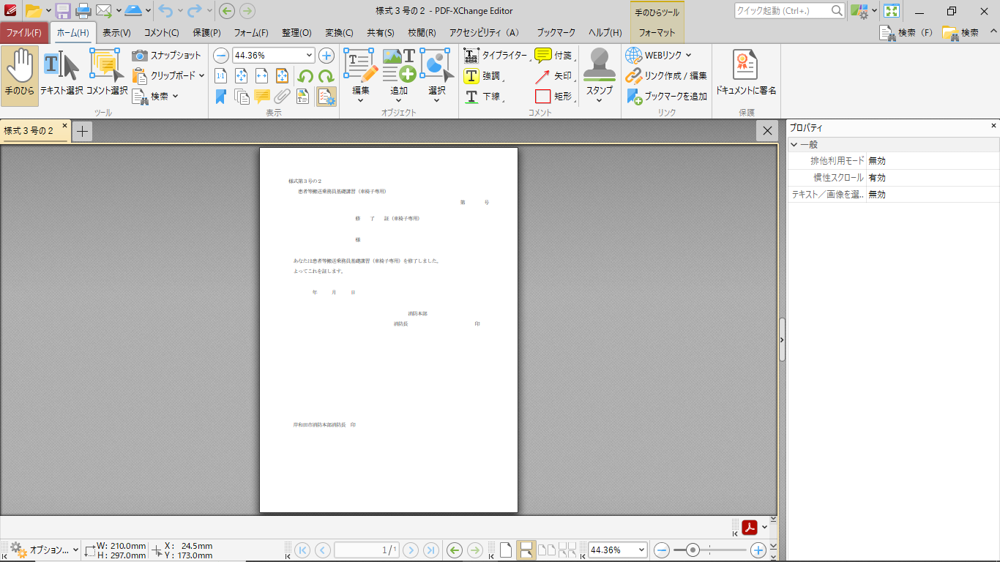 様式３号の２ - PDF-XChange Editor
手のひらツール
クイック起動 (Ctrl+.)
ファイル(F)
ホーム(H)
表示(V)
コメント(C)
保護(P)
フォーム(F)
整理(O)
変換(C)
共有(S)
校閲(R)
アクセシビリティ（A）
ブックマーク
ヘルプ(H)
フォーマット
検索（F）
検索
手のひら
テキスト選択
コメント選択
スナップショット
クリップボード
検索
ツール
44.36%
1:1
表示
編集
追加
選択
オブジェクト
タイプライター
付箋
強調
矢印
下線
矩形
コメント
スタンプ
WEBリンク
リンク作成 / 編集
ブックマークを追加
リンク
ドキュメントに署名
保護
様式３号の２
様式第３号の２
患者等搬送乗務員基礎講習（車椅子専用）
第　　　　号
修　　了　　証（車椅子専用）
様
あなたは患者等搬送乗務員基礎講習（車椅子専用）を修了しました。
よってこれを証します。
年　　　月　　　日
消防本部
消防長　　　　　　　　　　　　　　印
岸和田市消防本部消防長　印
プロパティ
一般
排他利用モード 無効
慣性スクロール 有効
テキスト／画像を選.. 無効
オプション...
W: 210.0mm
H: 297.0mm
X: 24.5mm
Y: 173.0mm
1 / 1
44.36%